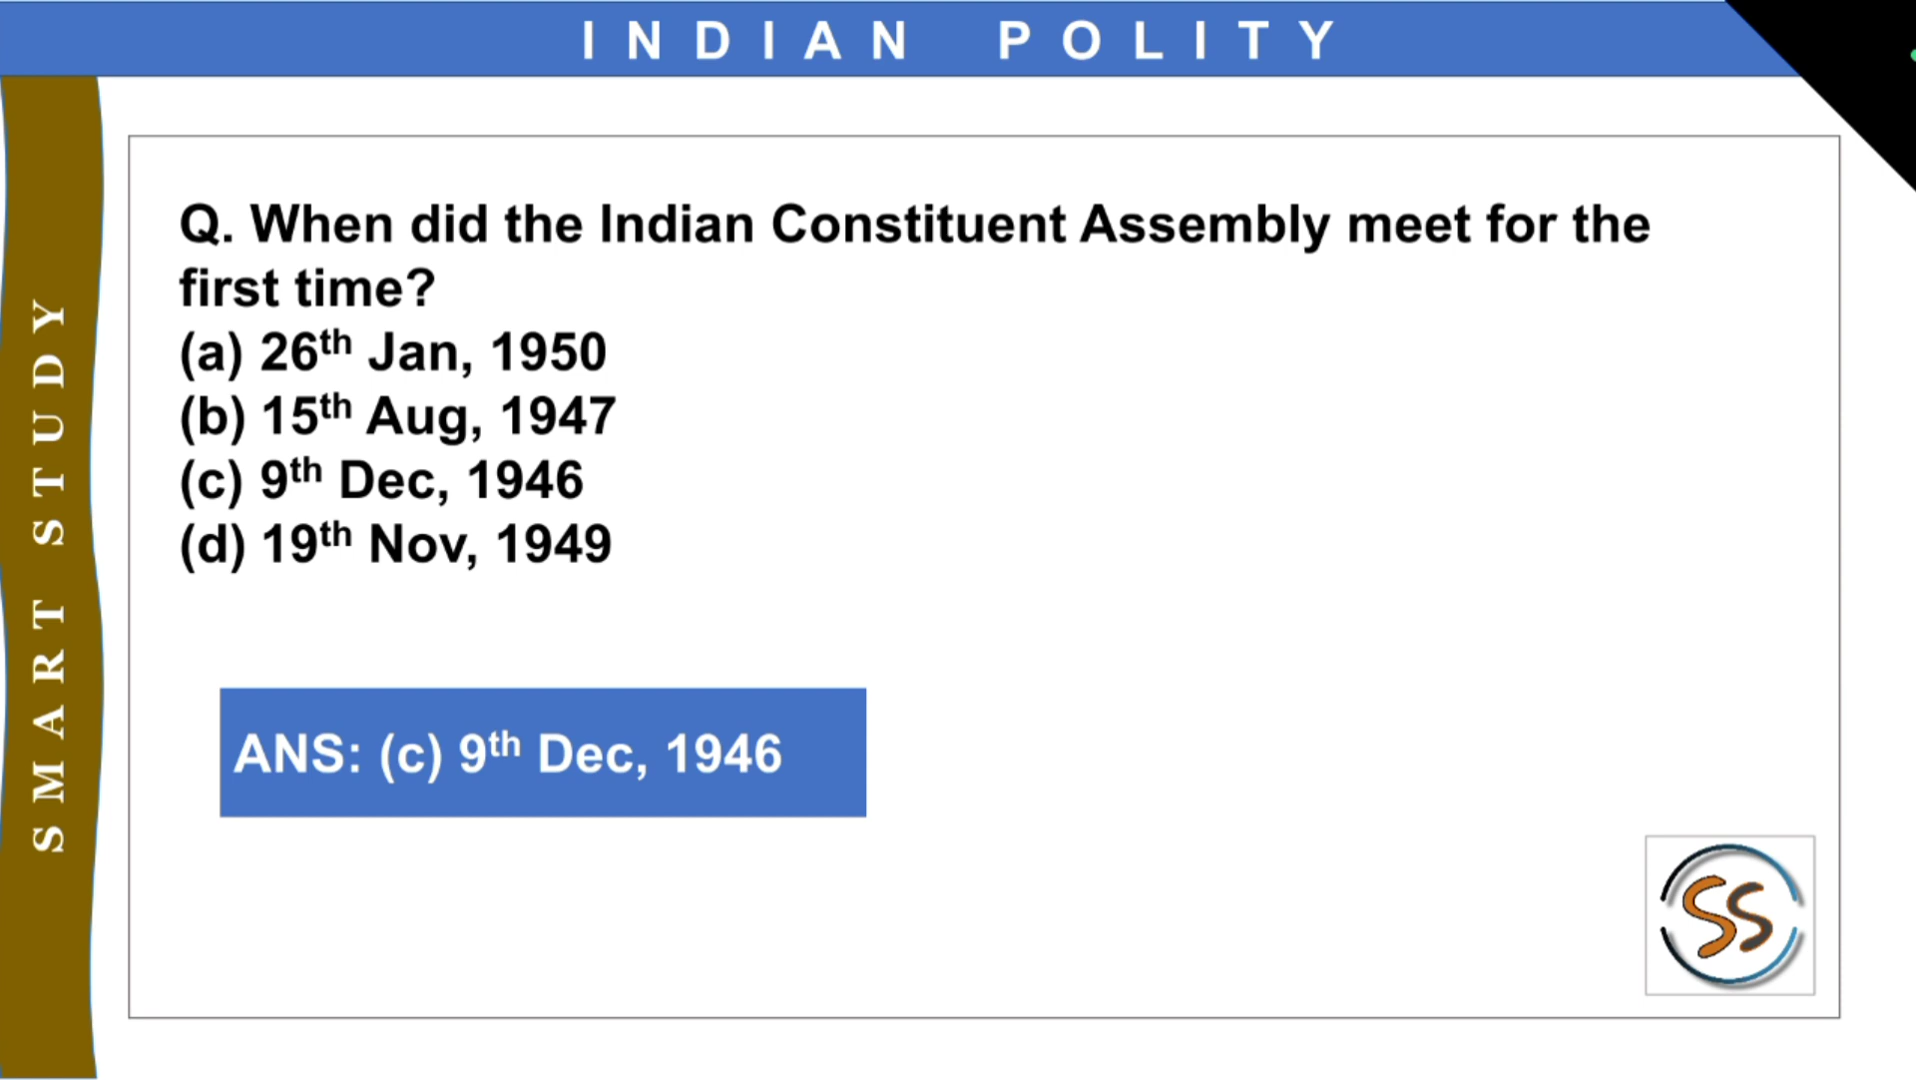 INDIAN POLITY
SMART STUDY
Q. When did the Indian Constituent Assembly meet for the
first time?
(a) 26th Jan, 1950
(b) 15th Aug, 1947
(c) 9th Dec, 1946
(d) 19th Nov, 1949
ANS: (c) 9th Dec, 1946
SS